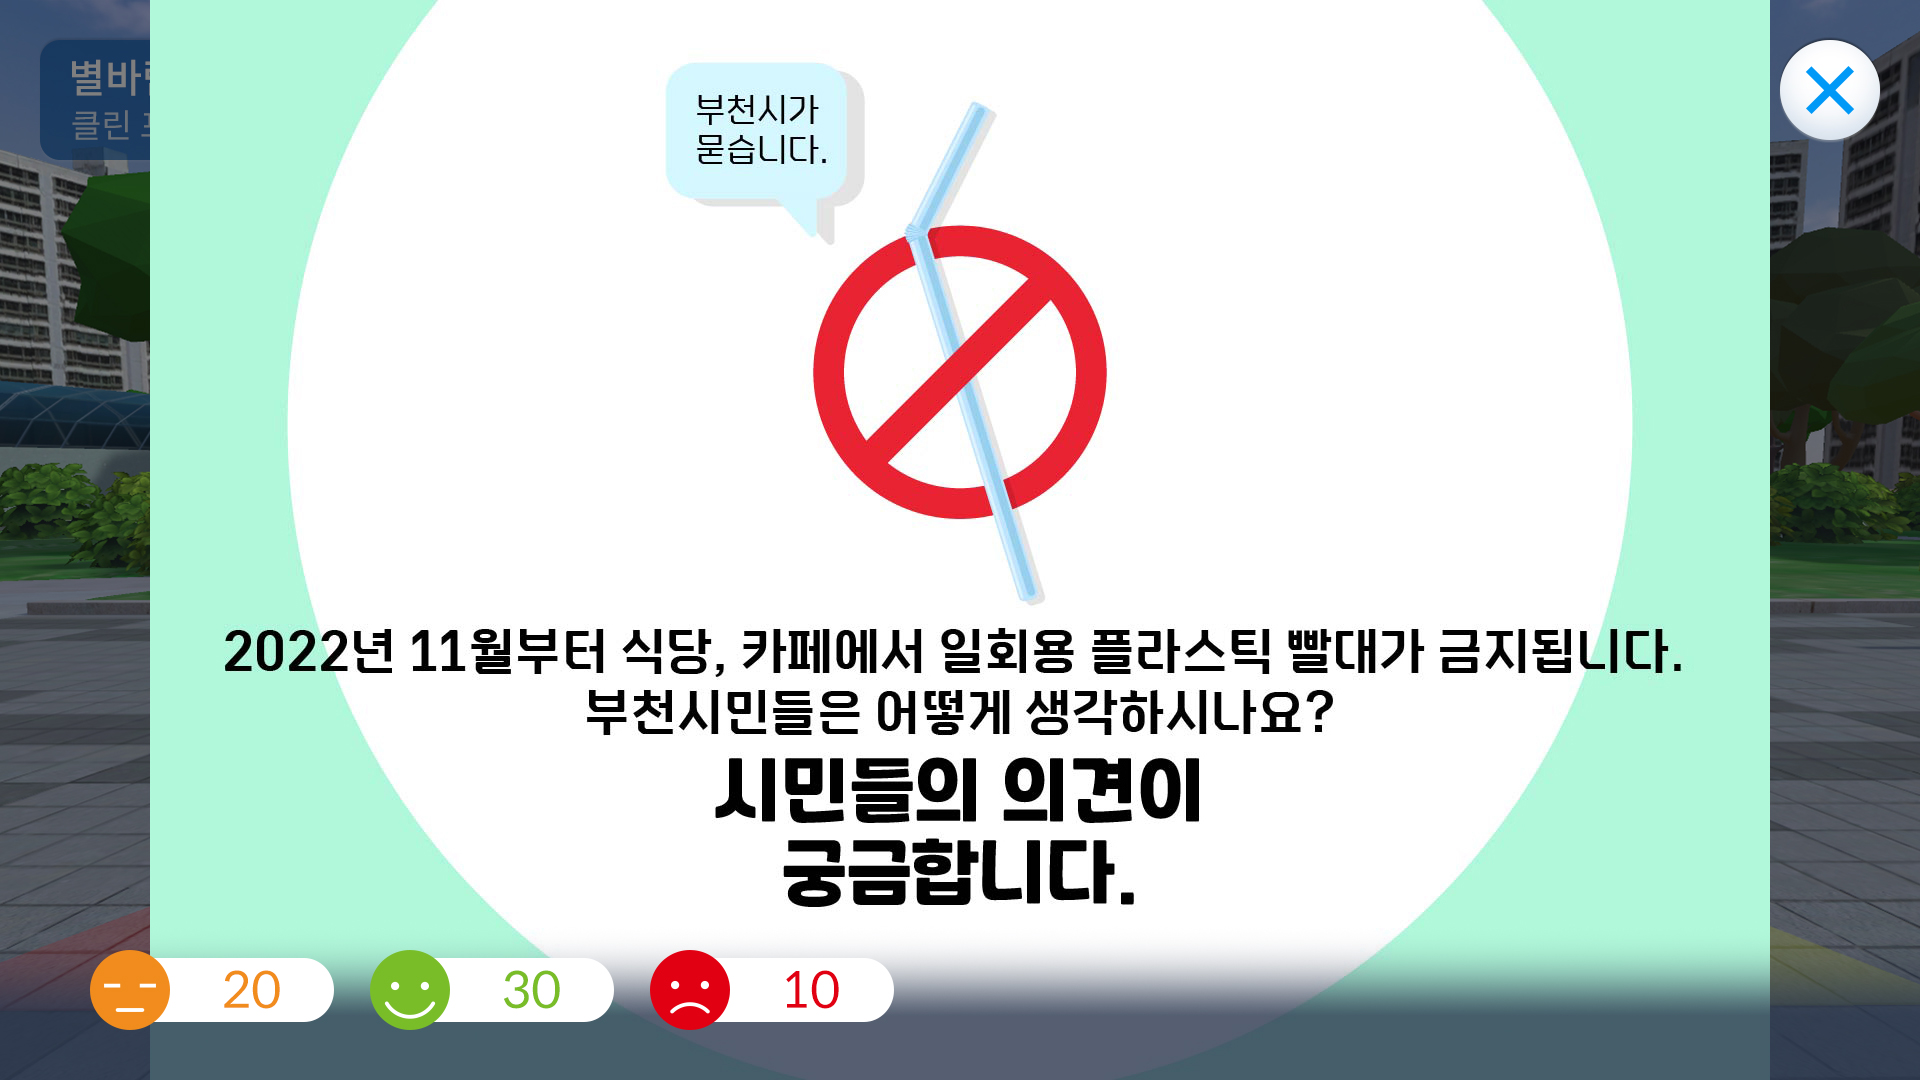 클린
부천시가
묻습니다.
2022년 11월부터 식당, 카페에서 일회용 플라스틱 빨대가 금지됩니다.
부천시민들은 어떻게 생각하시나요?
시민들의 의견이
궁금합니다.
20
30
10